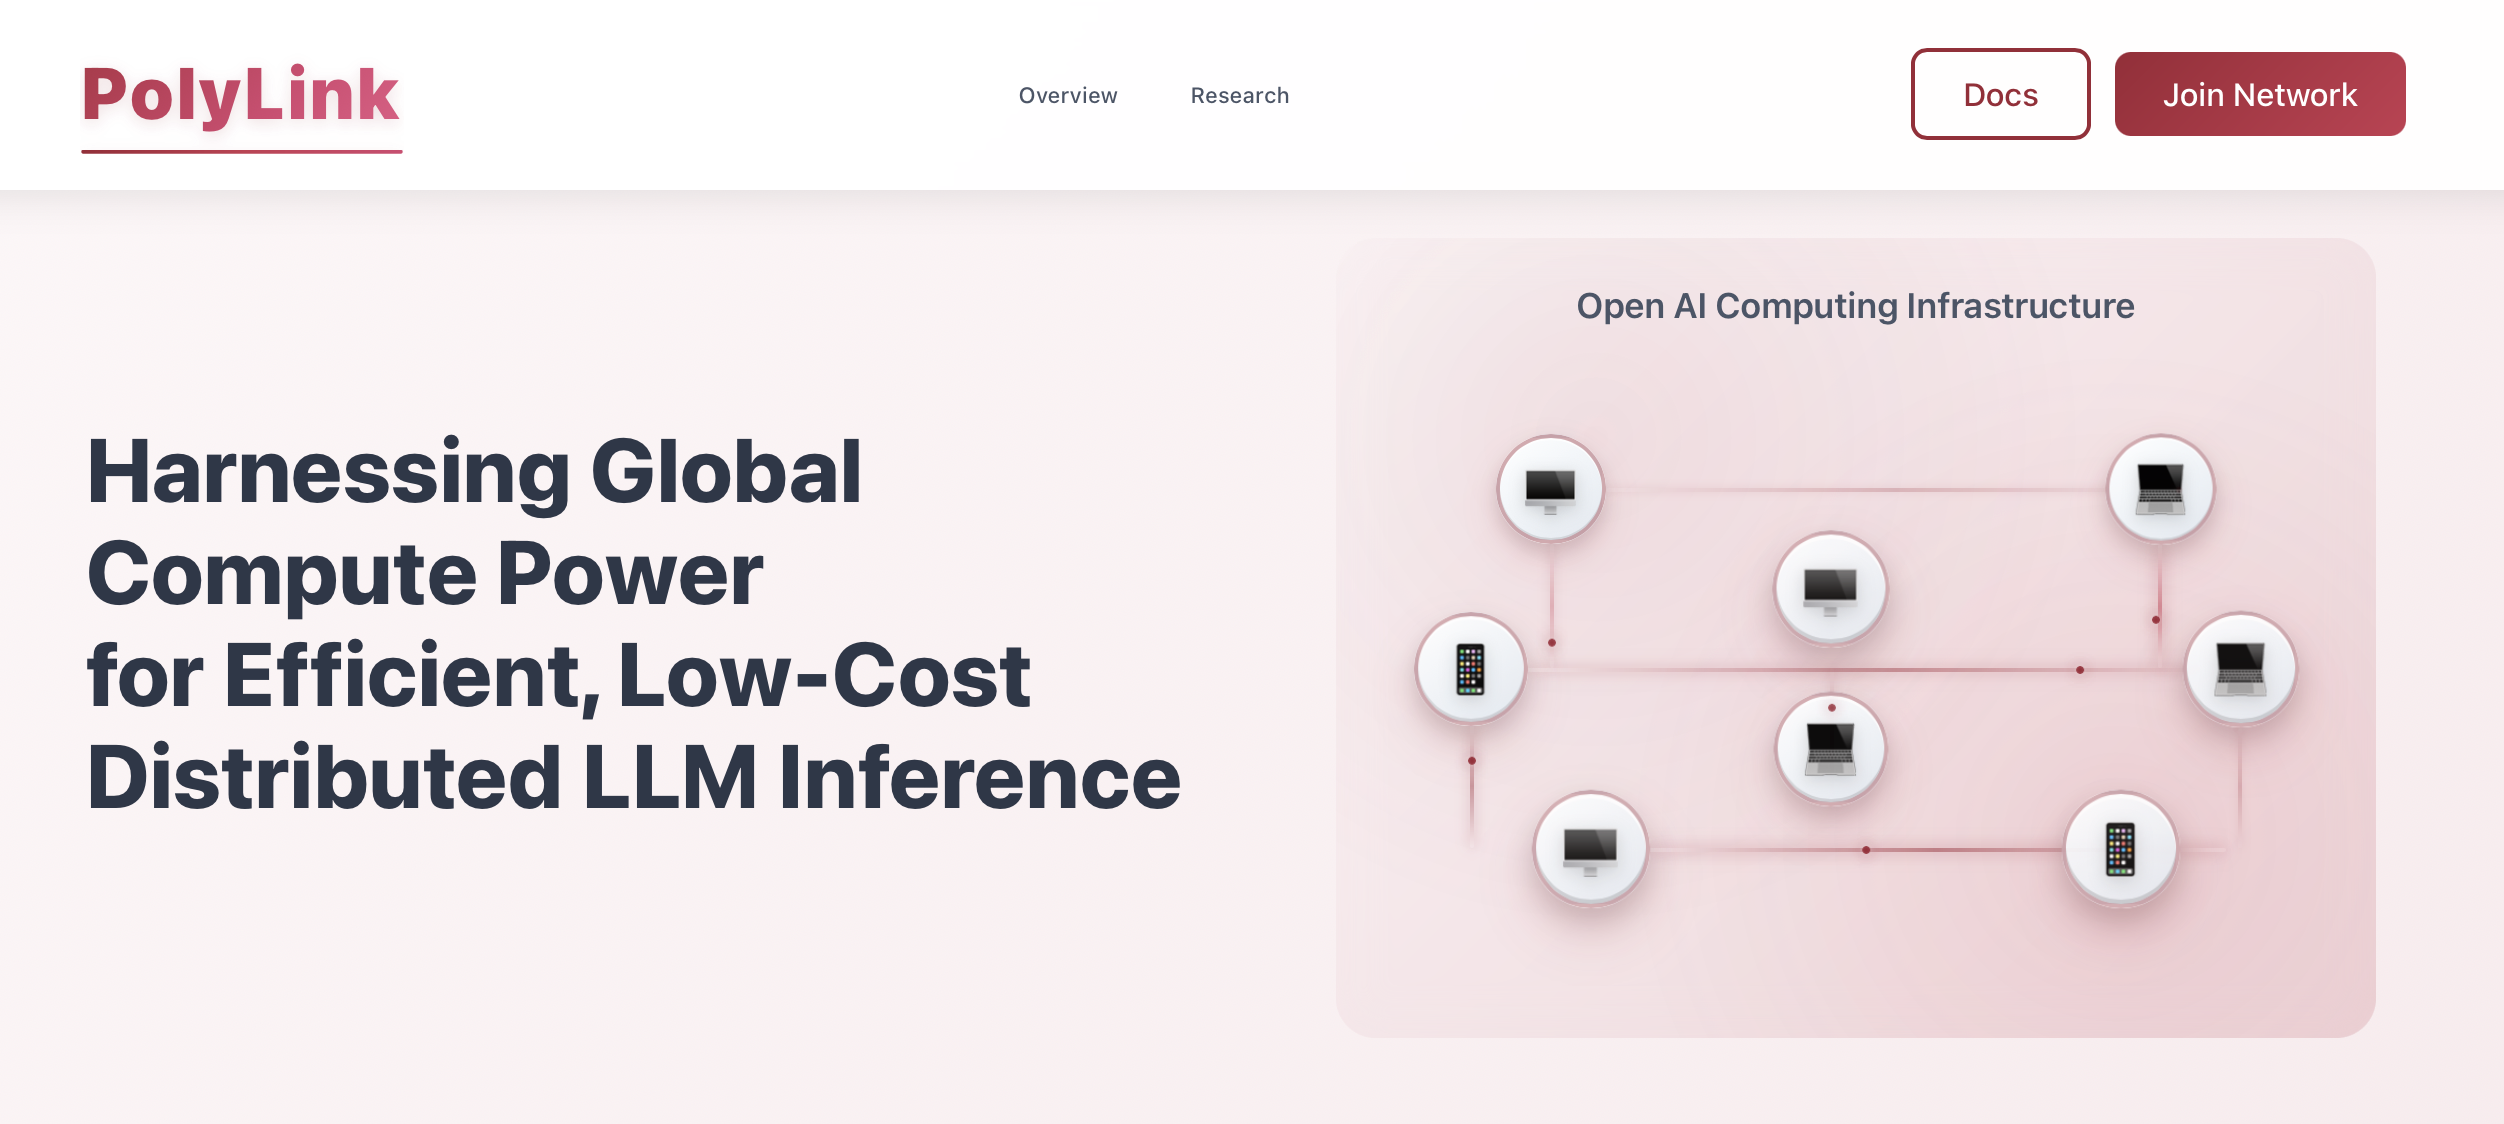 PolyLink
Overview
Research
Docs
Join Network
Harnessing Global
Compute Power
for Efficient, Low-Cost
Distributed LLM Inference
Open AI Computing Infrastructure